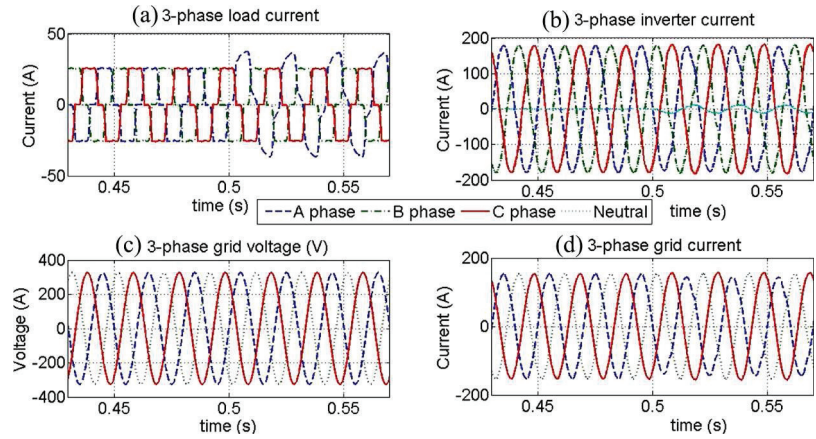 (a) 3-phase load current
50
0
-50
Current (A)
0.45 0.5 0.55
time (s)
(b) 3-phase inverter current
200
100
0
-100
-200
Current (A)
0.45 0.5 0.55
time (s)
A phase B phase C phase Neutral
(c) 3-phase grid voltage (V)
400
200
0
-200
-400
Voltage (A)
0.45 0.5 0.55
time (s)
(d) 3-phase grid current
200
0
-200
Current (A)
0.45 0.5 0.55
time (s)